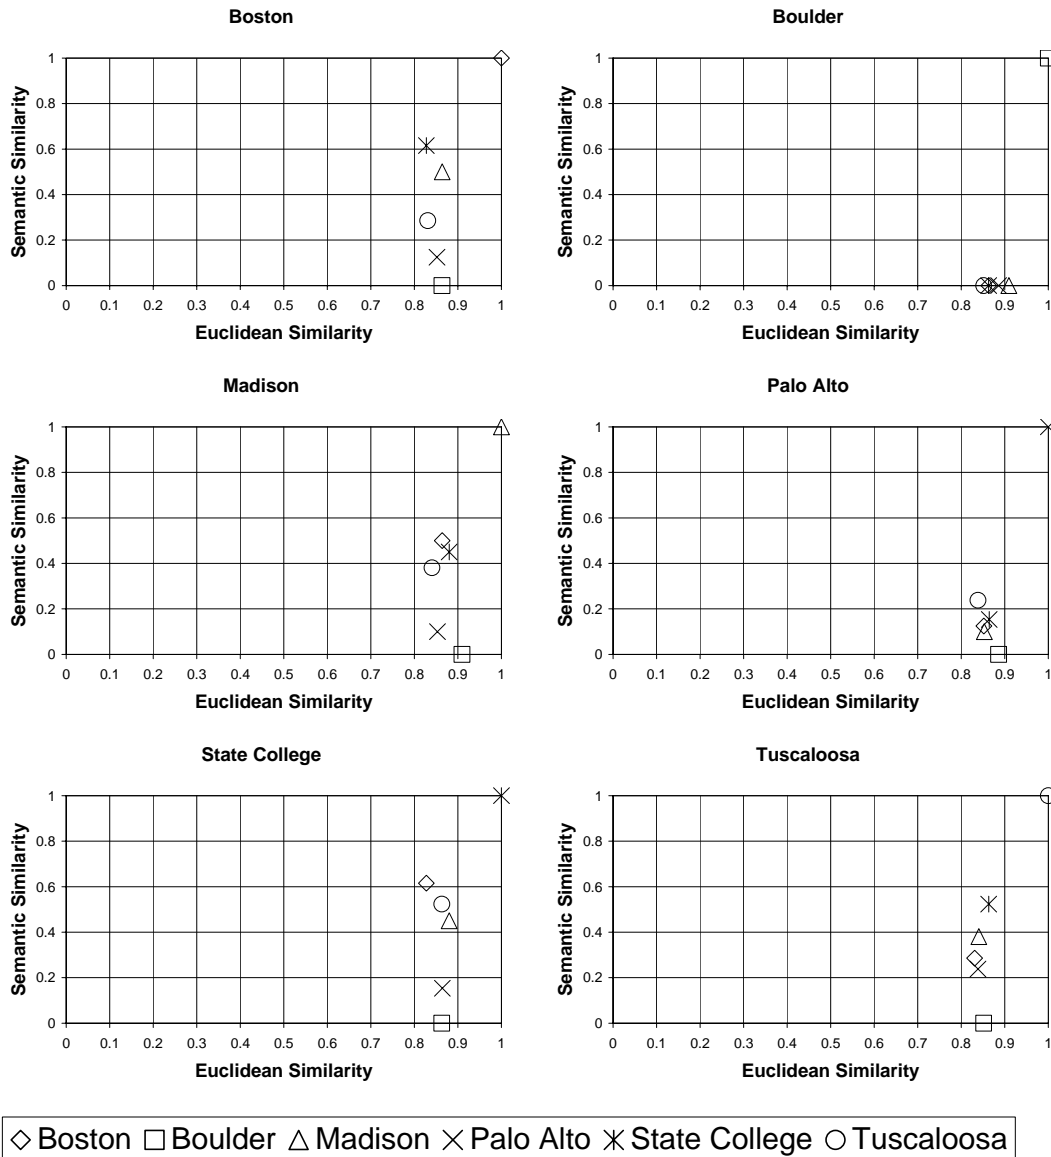 Boston Boulder
1 1
0.8 0.8
0.6 0.6
0.4 0.4
0.2 0.2
0 0
0 0.1 0.2 0.3 0.4 0.5 0.6 0.7 0.8 0.9 1 0 0.1 0.2 0.3 0.4 0.5 0.6 0.7 0.8 0.9 1
Semantic Similarity Semantic Similarity
Euclidean Similarity Euclidean Similarity
Madison Palo Alto
1 1
0.8 0.8
0.6 0.6
0.4 0.4
0.2 0.2
0 0
0 0.1 0.2 0.3 0.4 0.5 0.6 0.7 0.8 0.9 1 0 0.1 0.2 0.3 0.4 0.5 0.6 0.7 0.8 0.9 1
Semantic Similarity Semantic Similarity
Euclidean Similarity Euclidean Similarity
State College Tuscaloosa
1 1
0.8 0.8
0.6 0.6
0.4 0.4
0.2 0.2
0 0
0 0.1 0.2 0.3 0.4 0.5 0.6 0.7 0.8 0.9 1 0 0.1 0.2 0.3 0.4 0.5 0.6 0.7 0.8 0.9 1
Semantic Similarity Semantic Similarity
Euclidean Similarity Euclidean Similarity
Boston Boulder Madison Palo Alto State College Tuscaloosa